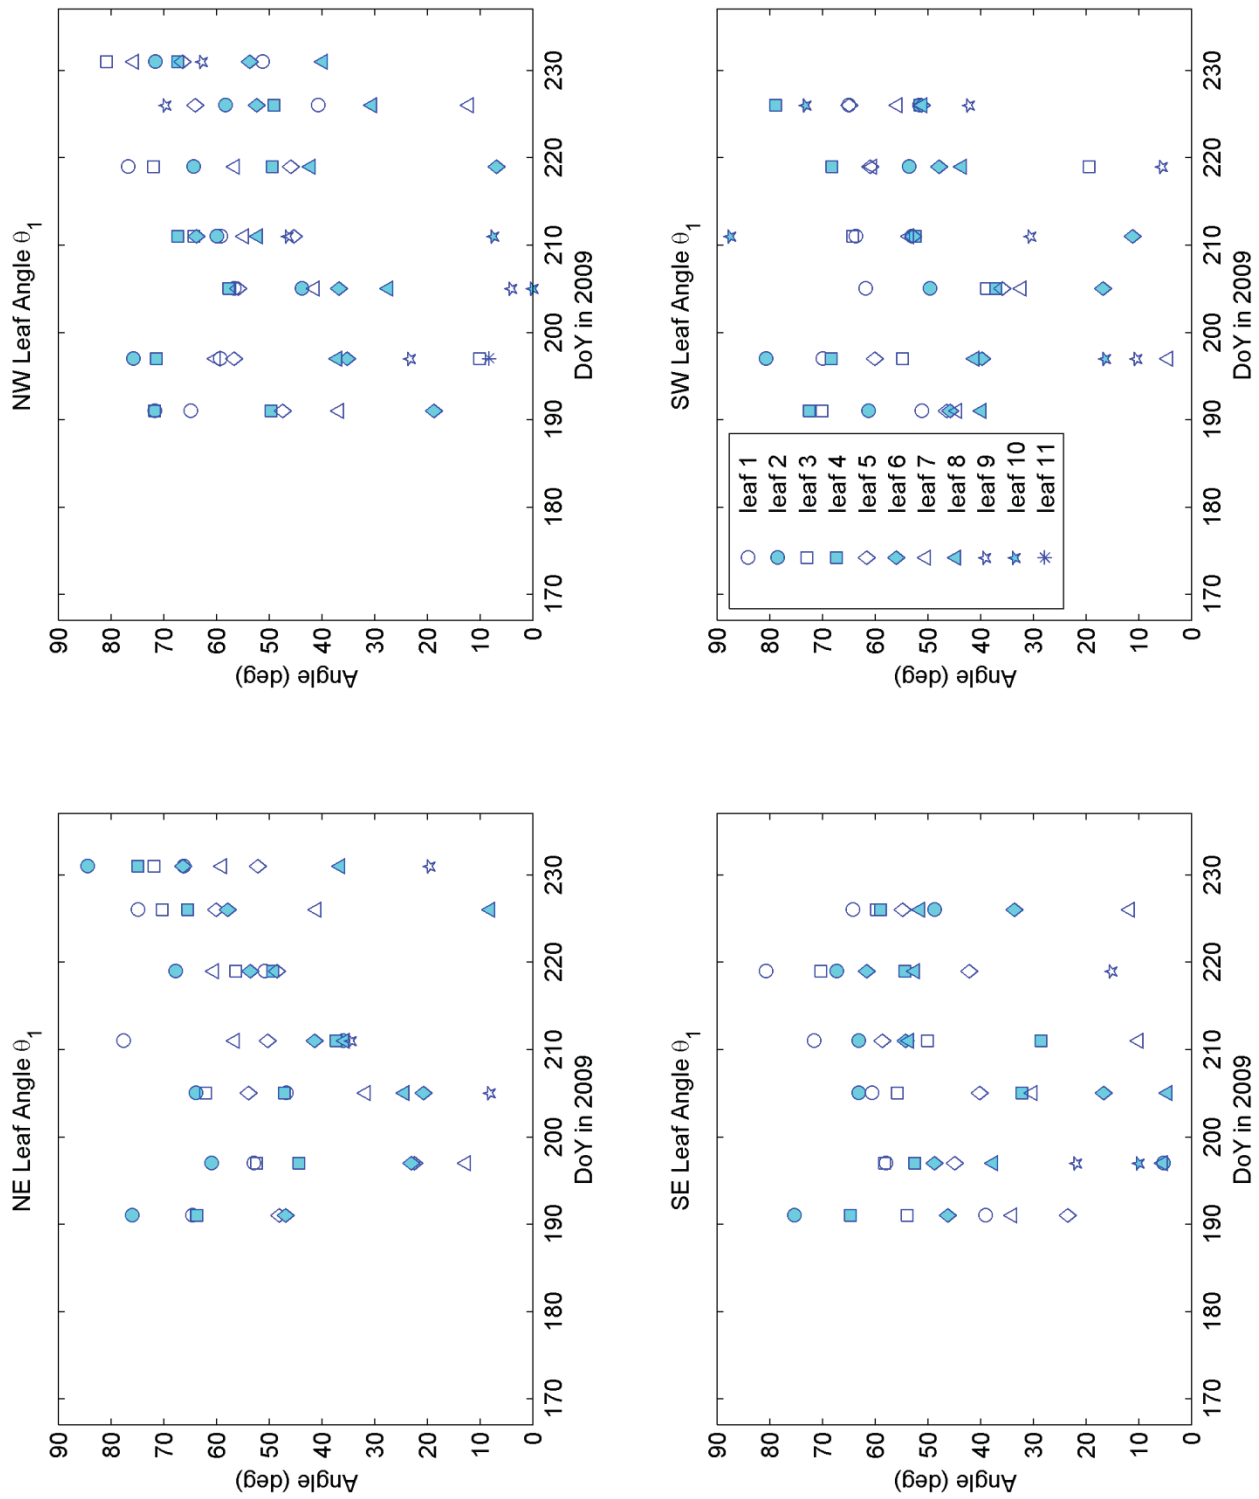 NE Leaf Angle θ1
90
80
70
60
50
40
30
20
10
0
Angle (deg)
170
180
190
200
210
220
230
DoY in 2009
NW Leaf Angle θ1
90
80
70
60
50
40
30
20
10
0
Angle (deg)
170
180
190
200
210
220
230
DoY in 2009
SE Leaf Angle θ1
90
80
70
60
50
40
30
20
10
0
Angle (deg)
170
180
190
200
210
220
230
DoY in 2009
SW Leaf Angle θ1
90
80
70
60
50
40
30
20
10
0
Angle (deg)
leaf 1
leaf 2
leaf 3
leaf 4
leaf 5
leaf 6
leaf 7
leaf 8
leaf 9
leaf 10
leaf 11
170
180
190
200
210
220
230
DoY in 2009